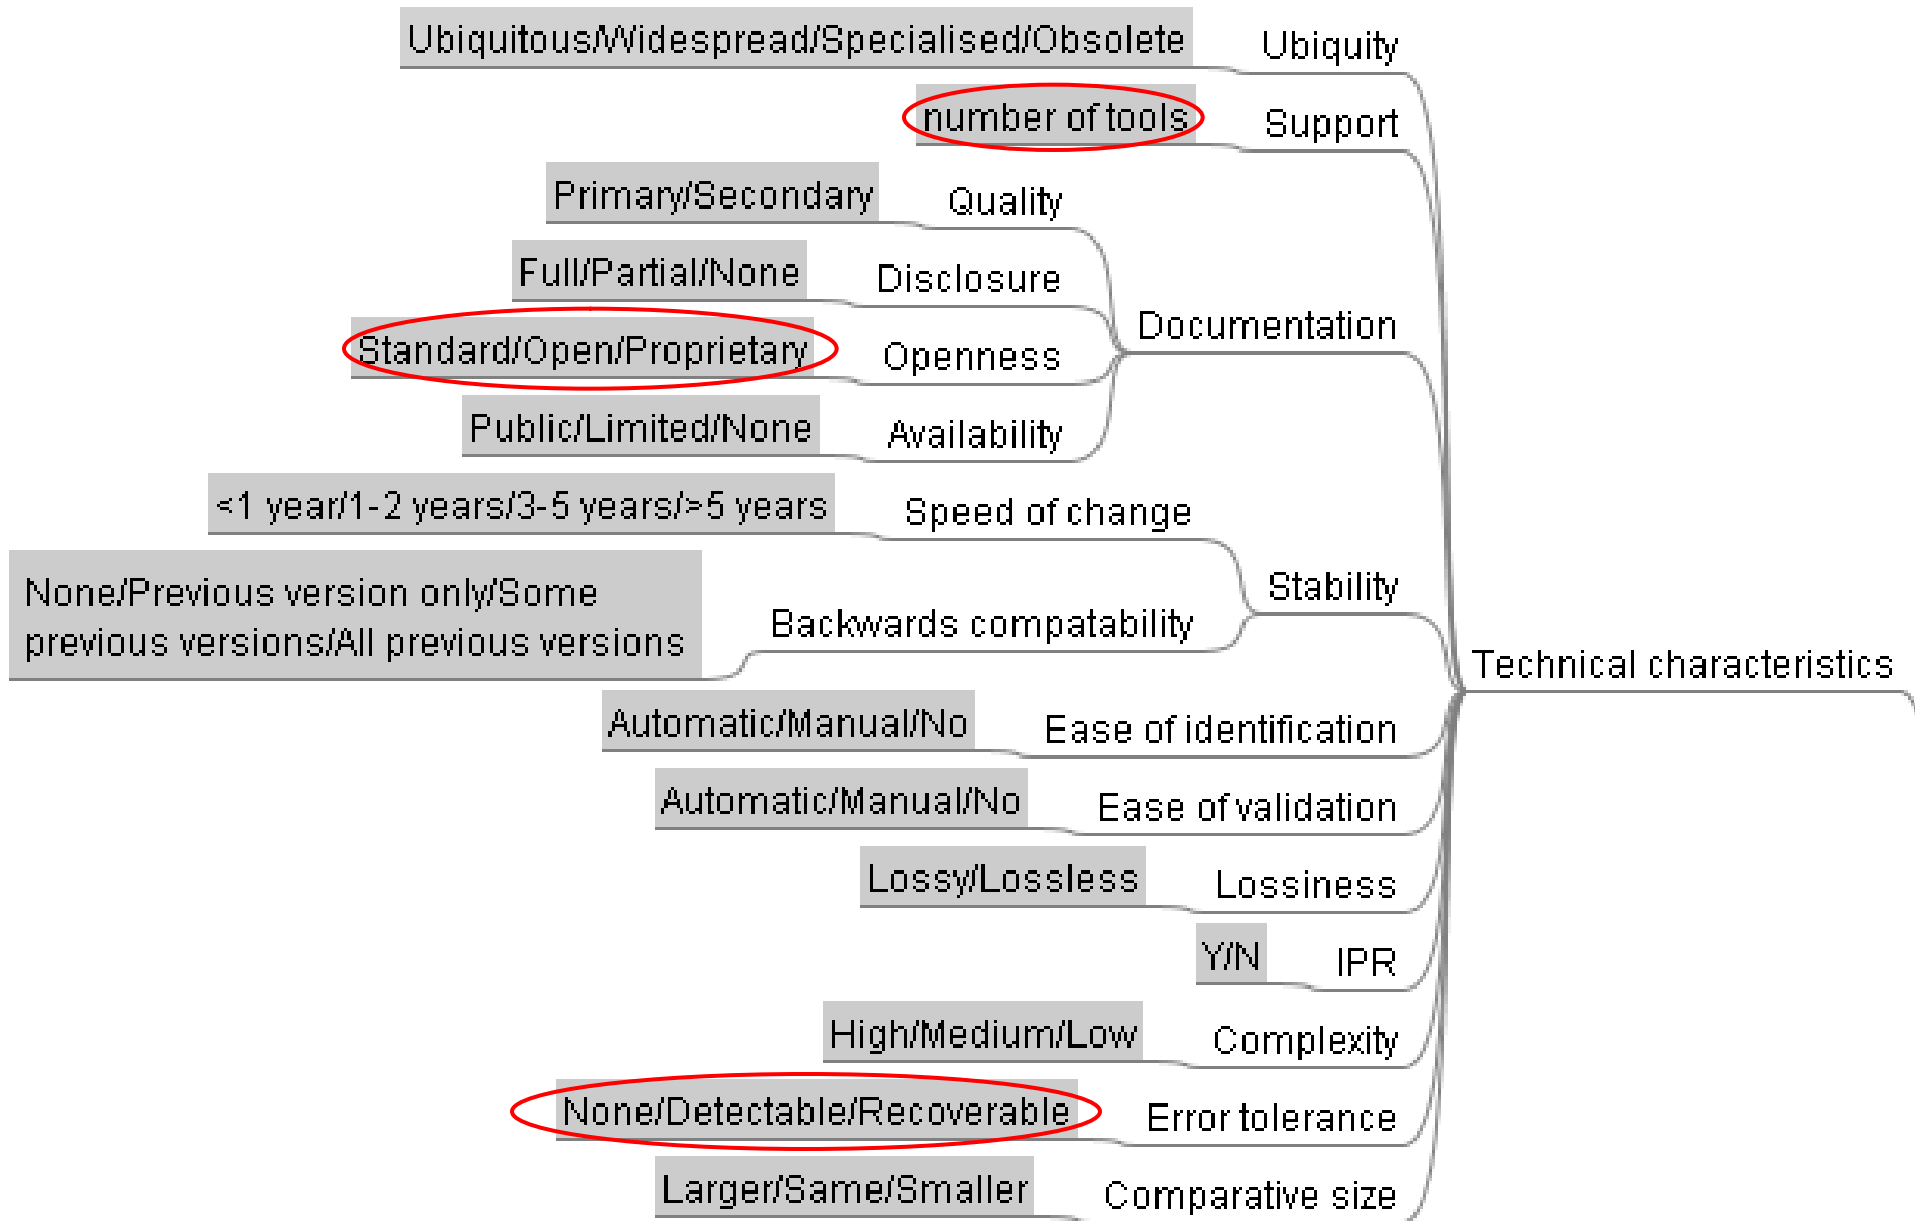 Ubiquitous/Widespread/Specialised/Obsolete Ubiquity
number of tools Support
Primary/Secondary Quality
Full/Partial/None Disclosure
Documentation
Standard/Open/Proprietary Openness
Public/Limited/None Availability
<1 year/1-2 years/3-5 years/>5 years Speed of change
Stability
None/Previous version only/Some
previous versions/All previous versions
Backwards compatability
Technical characteristics
Automatic/Manual/No Ease of identification
Automatic/Manual/No Ease of validation
Lossy/Lossless Lossiness
Y/N IPR
High/Medium/Low Complexity
None/Detectable/Recoverable Error tolerance
Larger/Same/Smaller Comparative size